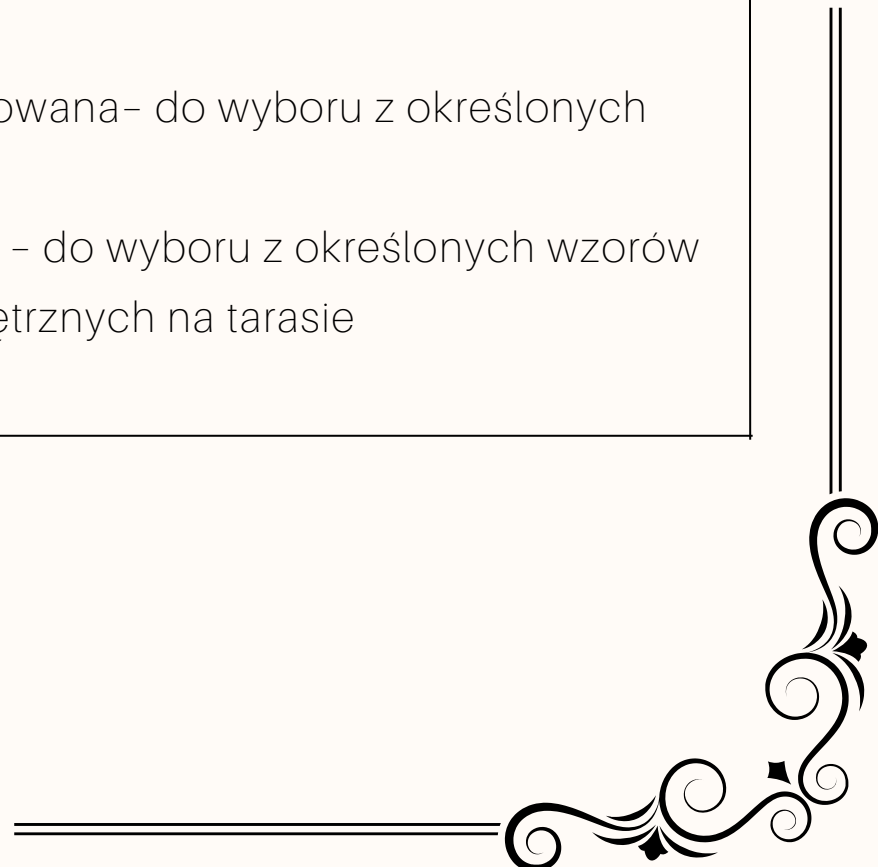 owana– do wyboru z określonych
– do wyboru z określonych wzorów
ętrznych na tarasie